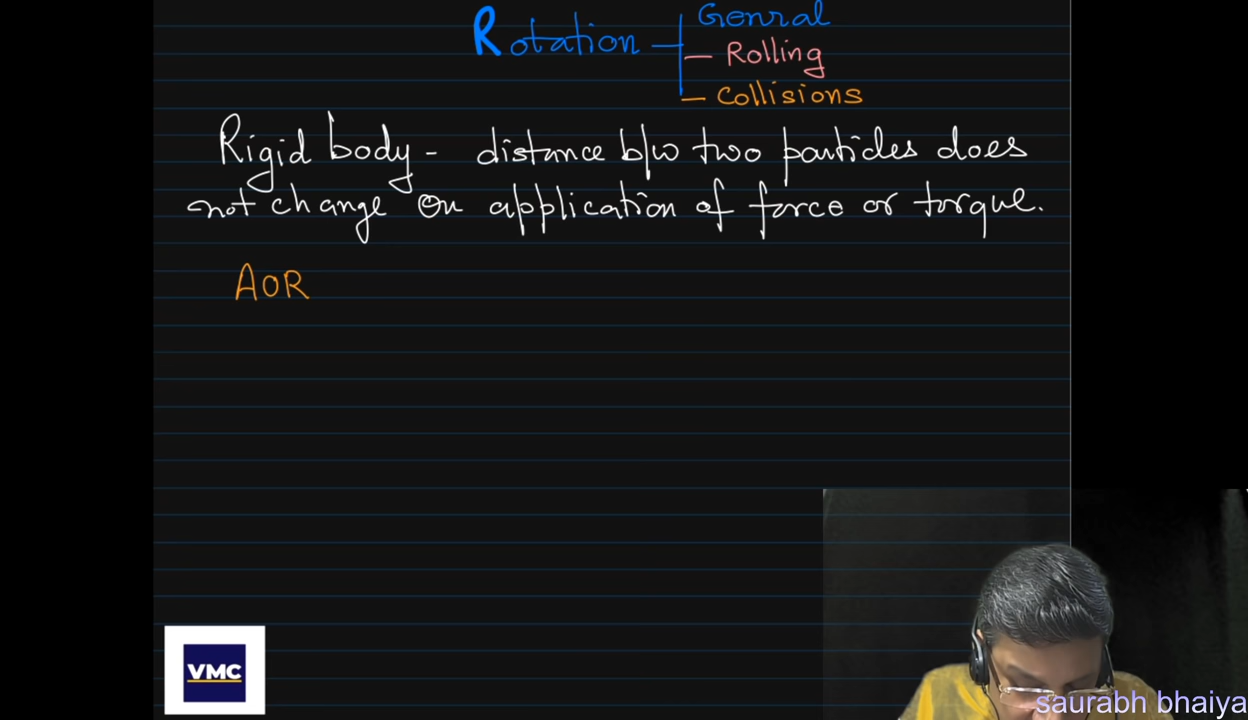 Rotation - Genral
- Rolling
- Collisions
Rigid body - distance b/w two particles does
not change on application of force or torque.
AOR
VMC
saurabh bhaiya